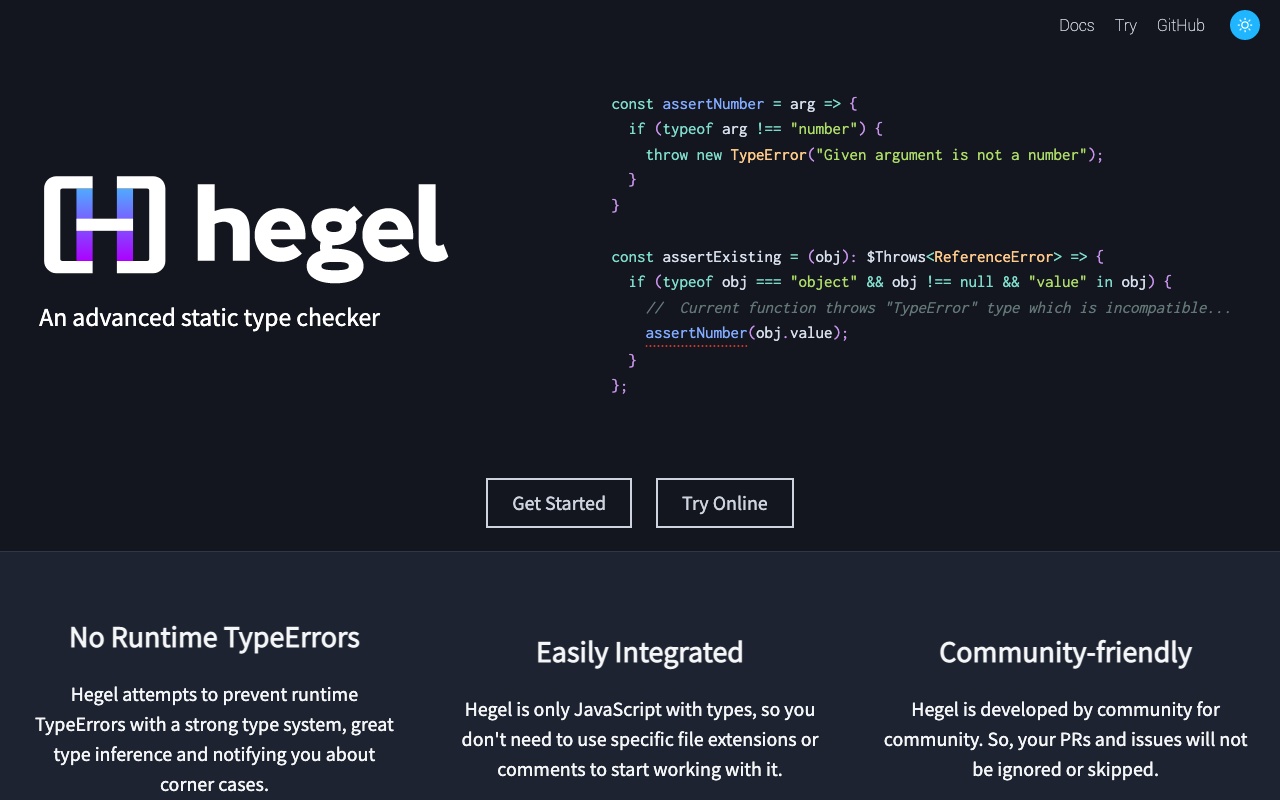 Docs Try GitHub
const assertNumber = arg => {
  if (typeof arg !== "number") {
    throw new TypeError("Given argument is not a number");
  }
}
const assertExisting = (obj): $Throws<ReferenceError> => {
  if (typeof obj === "object" && obj !== null && "value" in obj) {
    //  Current function throws "TypeError" type which is incompatible...
    assertNumber(obj.value);
  }
};
[H] hegel
An advanced static type checker
Get Started
Try Online
No Runtime TypeErrors
Hegel attempts to prevent runtime
TypeErrors with a strong type system, great
type inference and notifying you about
corner cases.
Easily Integrated
Hegel is only JavaScript with types, so you
don't need to use specific file extensions or
comments to start working with it.
Community-friendly
Hegel is developed by community for
community. So, your PRs and issues will not
be ignored or skipped.